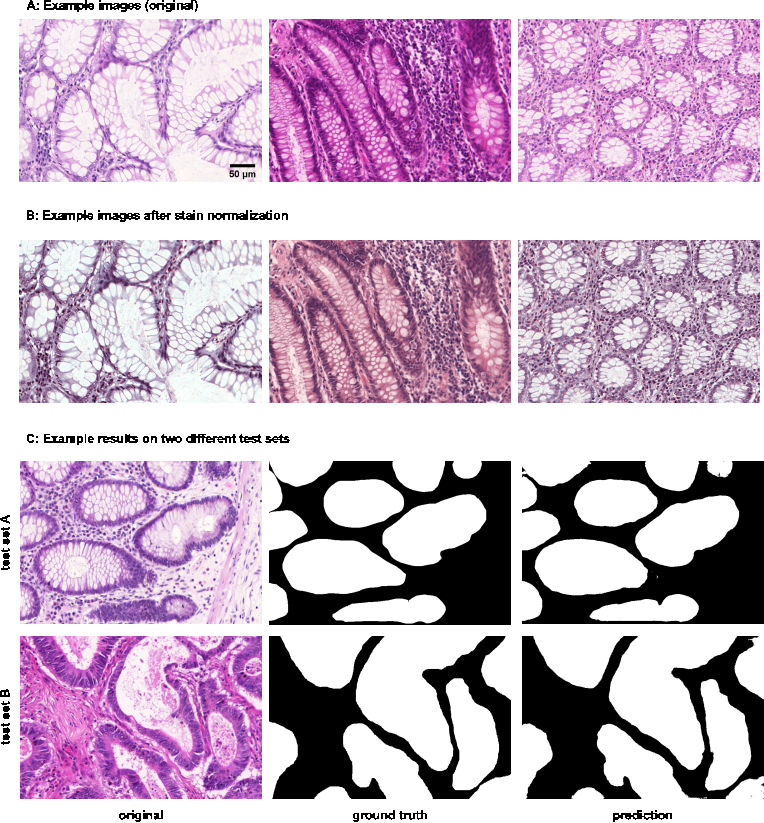 A: Example images (original)
50 µm
B: Example images after stain normalization
C: Example results on two different test sets
test set A
test set B
original
ground truth
prediction